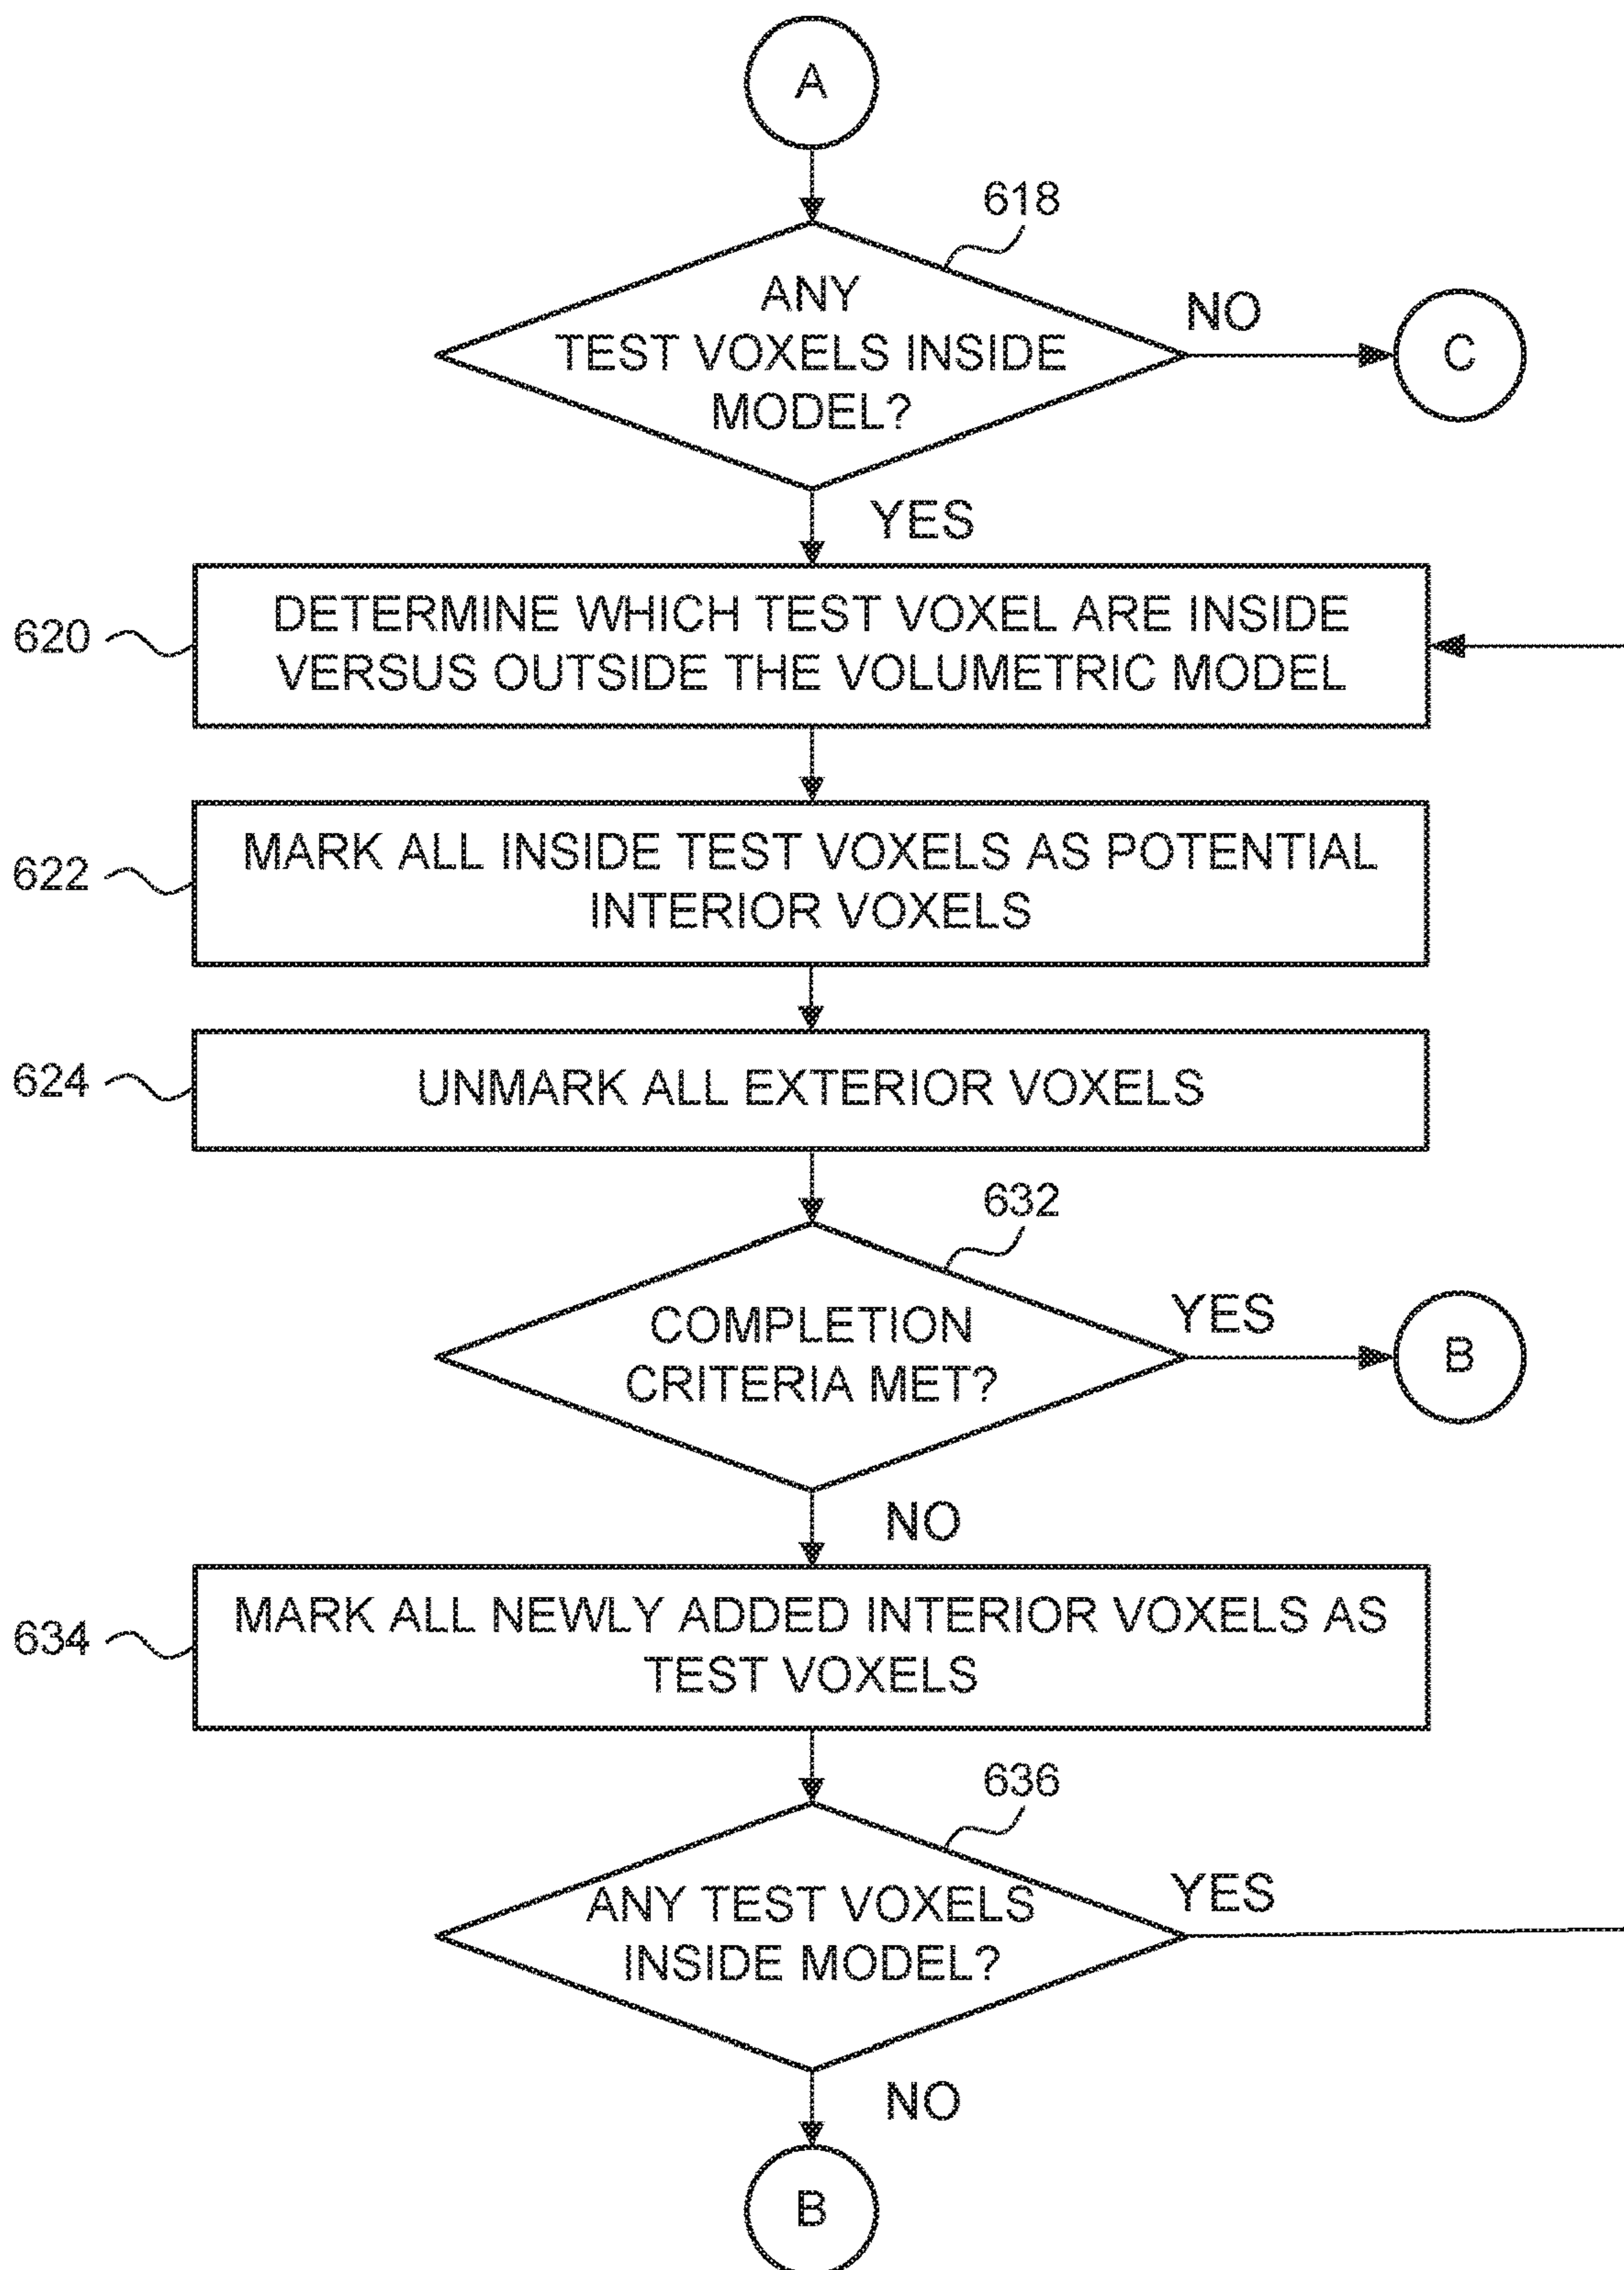 A
618
ANY
TEST VOXELS INSIDE
MODEL?
NO
C
YES
620
DETERMINE WHICH TEST VOXEL ARE INSIDE
VERSUS OUTSIDE THE VOLUMETRIC MODEL
622
MARK ALL INSIDE TEST VOXELS AS POTENTIAL
INTERIOR VOXELS
624
UNMARK ALL EXTERIOR VOXELS
632
COMPLETION
CRITERIA MET?
YES
B
NO
634
MARK ALL NEWLY ADDED INTERIOR VOXELS AS
TEST VOXELS
636
ANY TEST VOXELS
INSIDE MODEL?
YES
NO
B